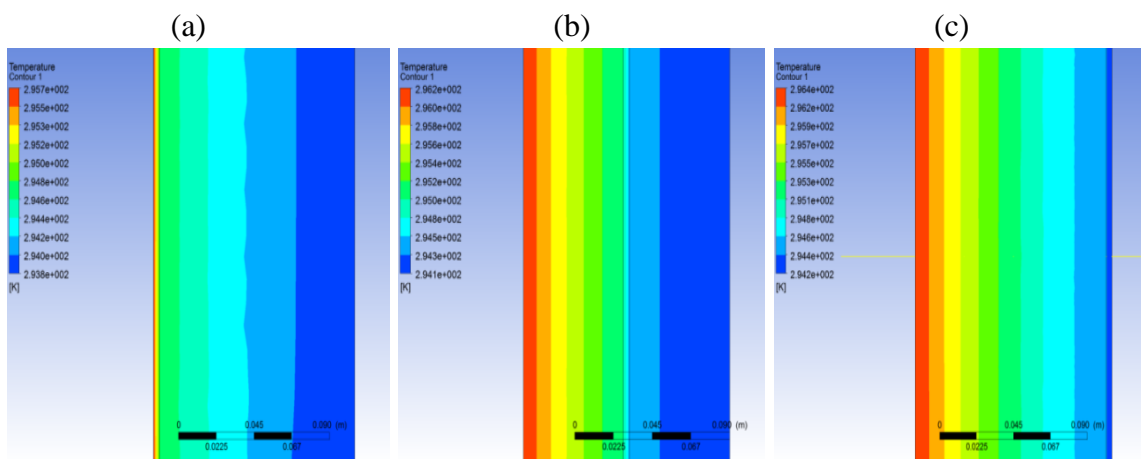 (a)
Temperature
Contour 1
2.957e+002
2.955e+002
2.953e+002
2.952e+002
2.950e+002
2.948e+002
2.946e+002
2.944e+002
2.942e+002
2.940e+002
2.938e+002
[K]
0 0.045 0.090 (m)
0.0225 0.067
(b)
Temperature
Contour 1
2.962e+002
2.960e+002
2.958e+002
2.956e+002
2.954e+002
2.952e+002
2.950e+002
2.948e+002
2.945e+002
2.943e+002
2.941e+002
[K]
0 0.045 0.090 (m)
0.0225 0.067
(c)
Temperature
Contour 1
2.964e+002
2.962e+002
2.959e+002
2.957e+002
2.955e+002
2.953e+002
2.951e+002
2.948e+002
2.946e+002
2.944e+002
2.942e+002
[K]
0 0.045 0.090 (m)
0.0225 0.067